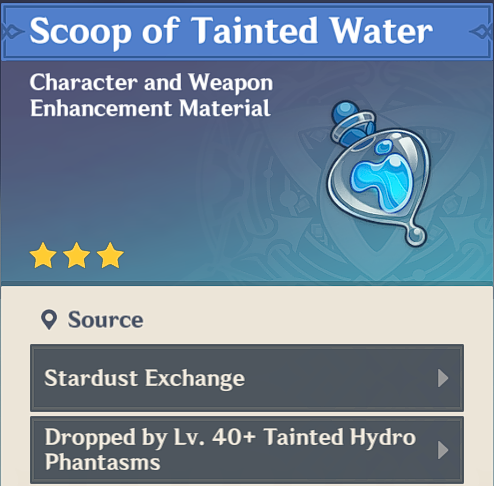 Scoop of Tainted Water
Character and Weapon
Enhancement Material
Source
Stardust Exchange
Dropped by Lv. 40+ Tainted Hydro
Phantasms